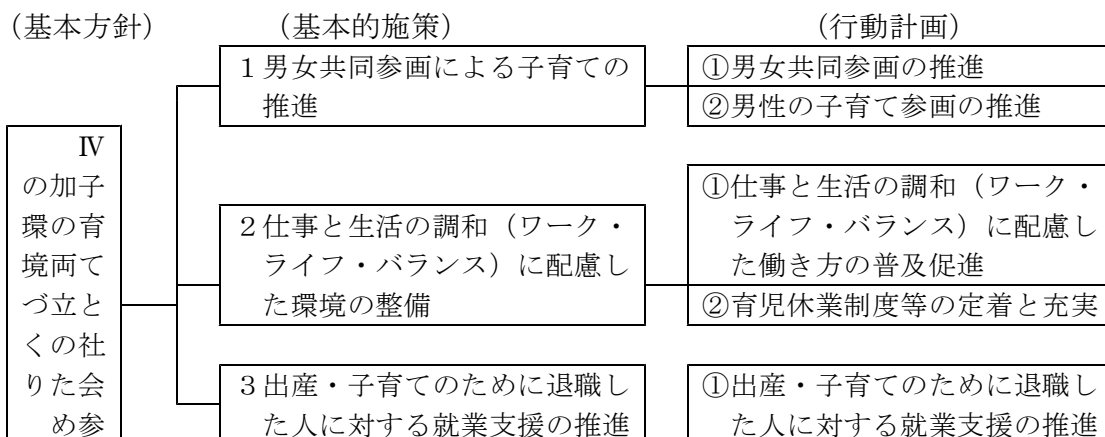 (基本方針)
(基本的施策)
(行動計画)
Ⅳ
子育てと社会参
加の両立のため
の環境づくり
1男女共同参画による子育ての
推進
①男女共同参画の推進
②男性の子育て参画の推進
2仕事と生活の調和（ワーク・
ライフ・バランス）に配慮し
た環境の整備
①仕事と生活の調和（ワーク・
ライフ・バランス）に配慮し
た働き方の普及促進
②育児休業制度等の定着と充実
3出産・子育てのために退職し
た人に対する就業支援の推進
①出産・子育てのために退職し
た人に対する就業支援の推進